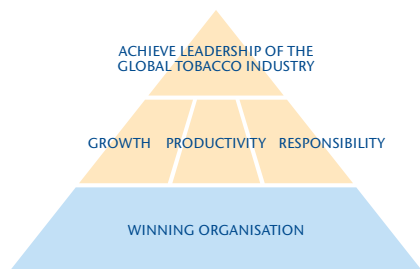 ACHIEVE LEADERSHIP OF THE
GLOBAL TOBACCO INDUSTRY
GROWTH PRODUCTIVITY RESPONSIBILITY
WINNING ORGANISATION